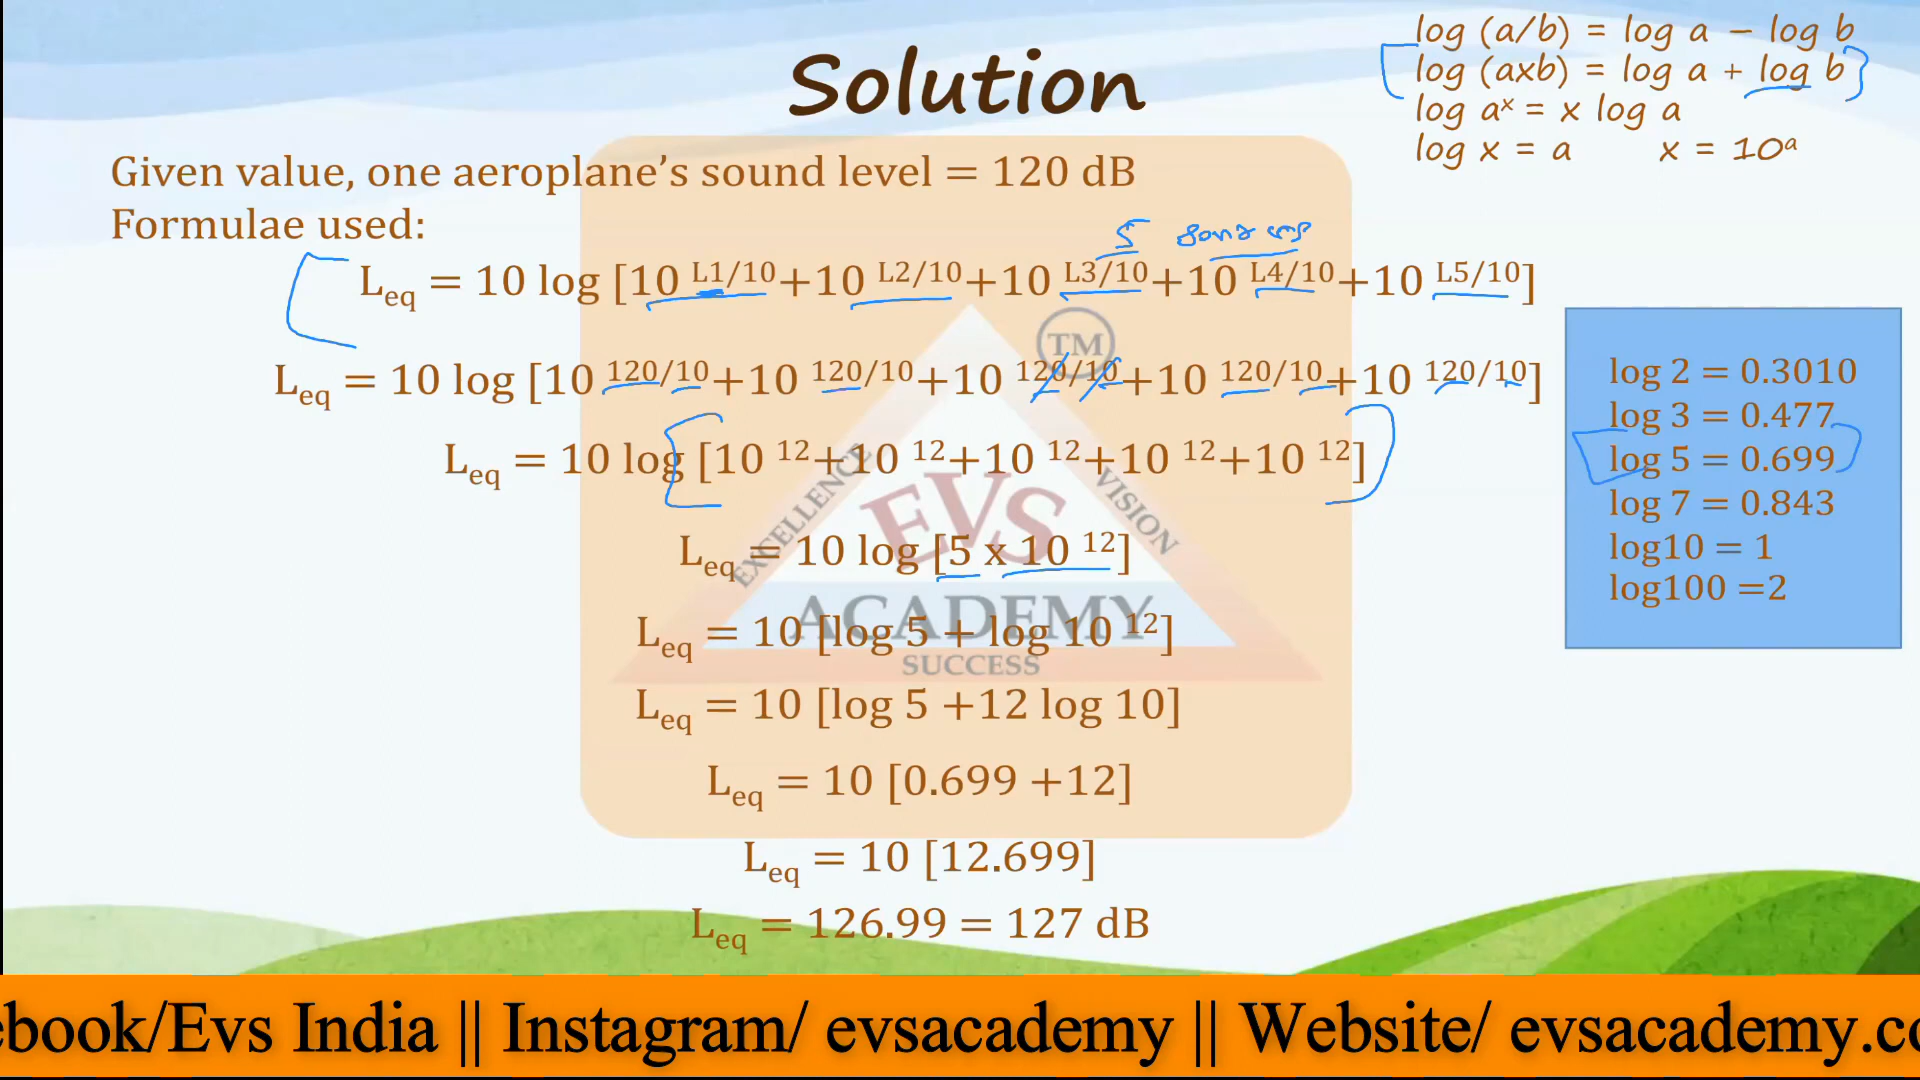 Solution
log (a/b) = log a – log b
log (axb) = log a + log b
log aˣ = x log a
log x = a x = 10ᵃ
Given value, one aeroplane’s sound level = 120 dB
Formulae used:
5
Leq = 10 log [10 L1/10+10 L2/10+10 L3/10+10 L4/10+10 L5/10]
TM
Leq = 10 log [10 120/10+10 120/10+10 120/10+10 120/10+10 120/10]
Leq = 10 log [10 12+10 12+10 12+10 12+10 12]
Leq = 10 log [5 x 10 12]
Leq = 10 [log 5 + log 10 12]
Leq = 10 [log 5 +12 log 10]
Leq = 10 [0.699 +12]
Leq = 10 [12.699]
Leq = 126.99 = 127 dB
log 2 = 0.3010
log 3 = 0.477
log 5 = 0.699
log 7 = 0.843
log10 = 1
log100 =2
EXCELLENCE
VISION
EVS
ACADEMY
SUCCESS
ebook/Evs India || Instagram/ evsacademy || Website/ evsacademy.co